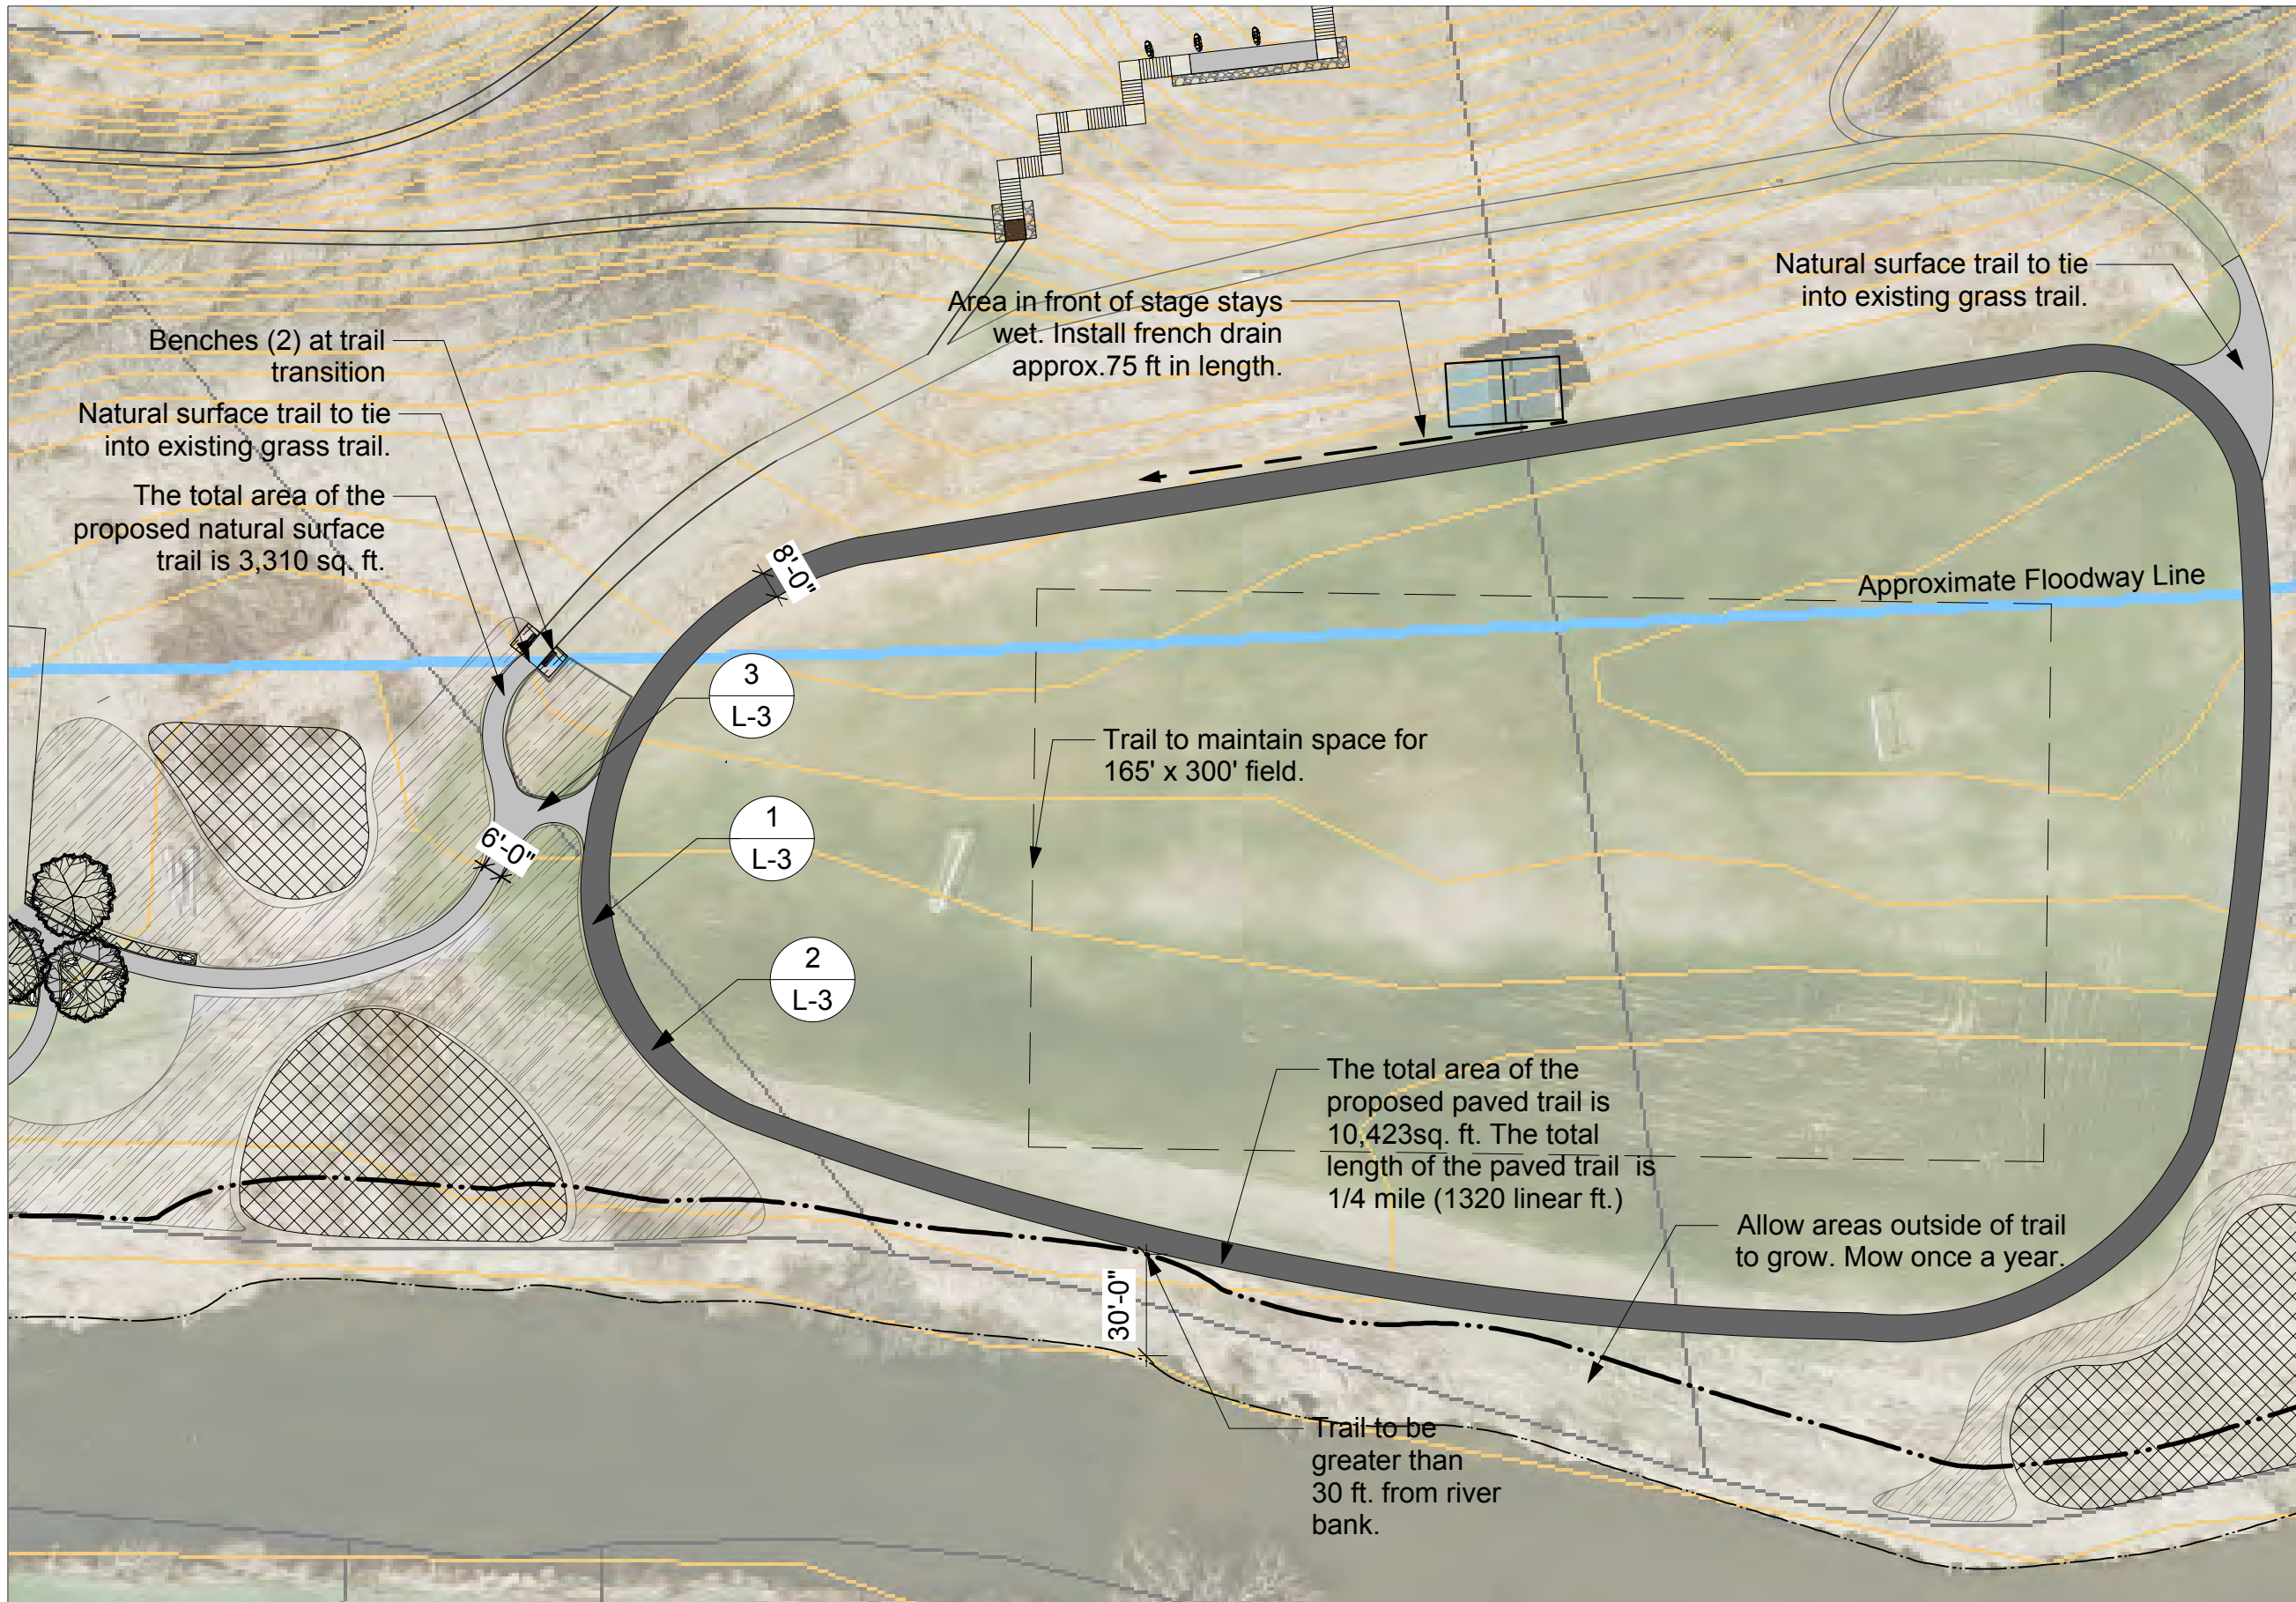 Natural surface trail to tie
into existing grass trail.
Area in front of stage stays
wet. Install french drain
approx.75 ft in length.
Benches (2) at trail
transition
Natural surface trail to tie
into existing grass trail.
The total area of the
proposed natural surface
trail is 3,310 sq. ft.
8'-0"
Approximate Floodway Line
3
L-3
Trail to maintain space for
165' x 300' field.
1
L-3
6'-0"
2
L-3
The total area of the
proposed paved trail is
10,423sq. ft. The total
length of the paved trail is
1/4 mile (1320 linear ft.)
Allow areas outside of trail
to grow. Mow once a year.
30'-0"
Trail to be
greater than
30 ft. from river
bank.